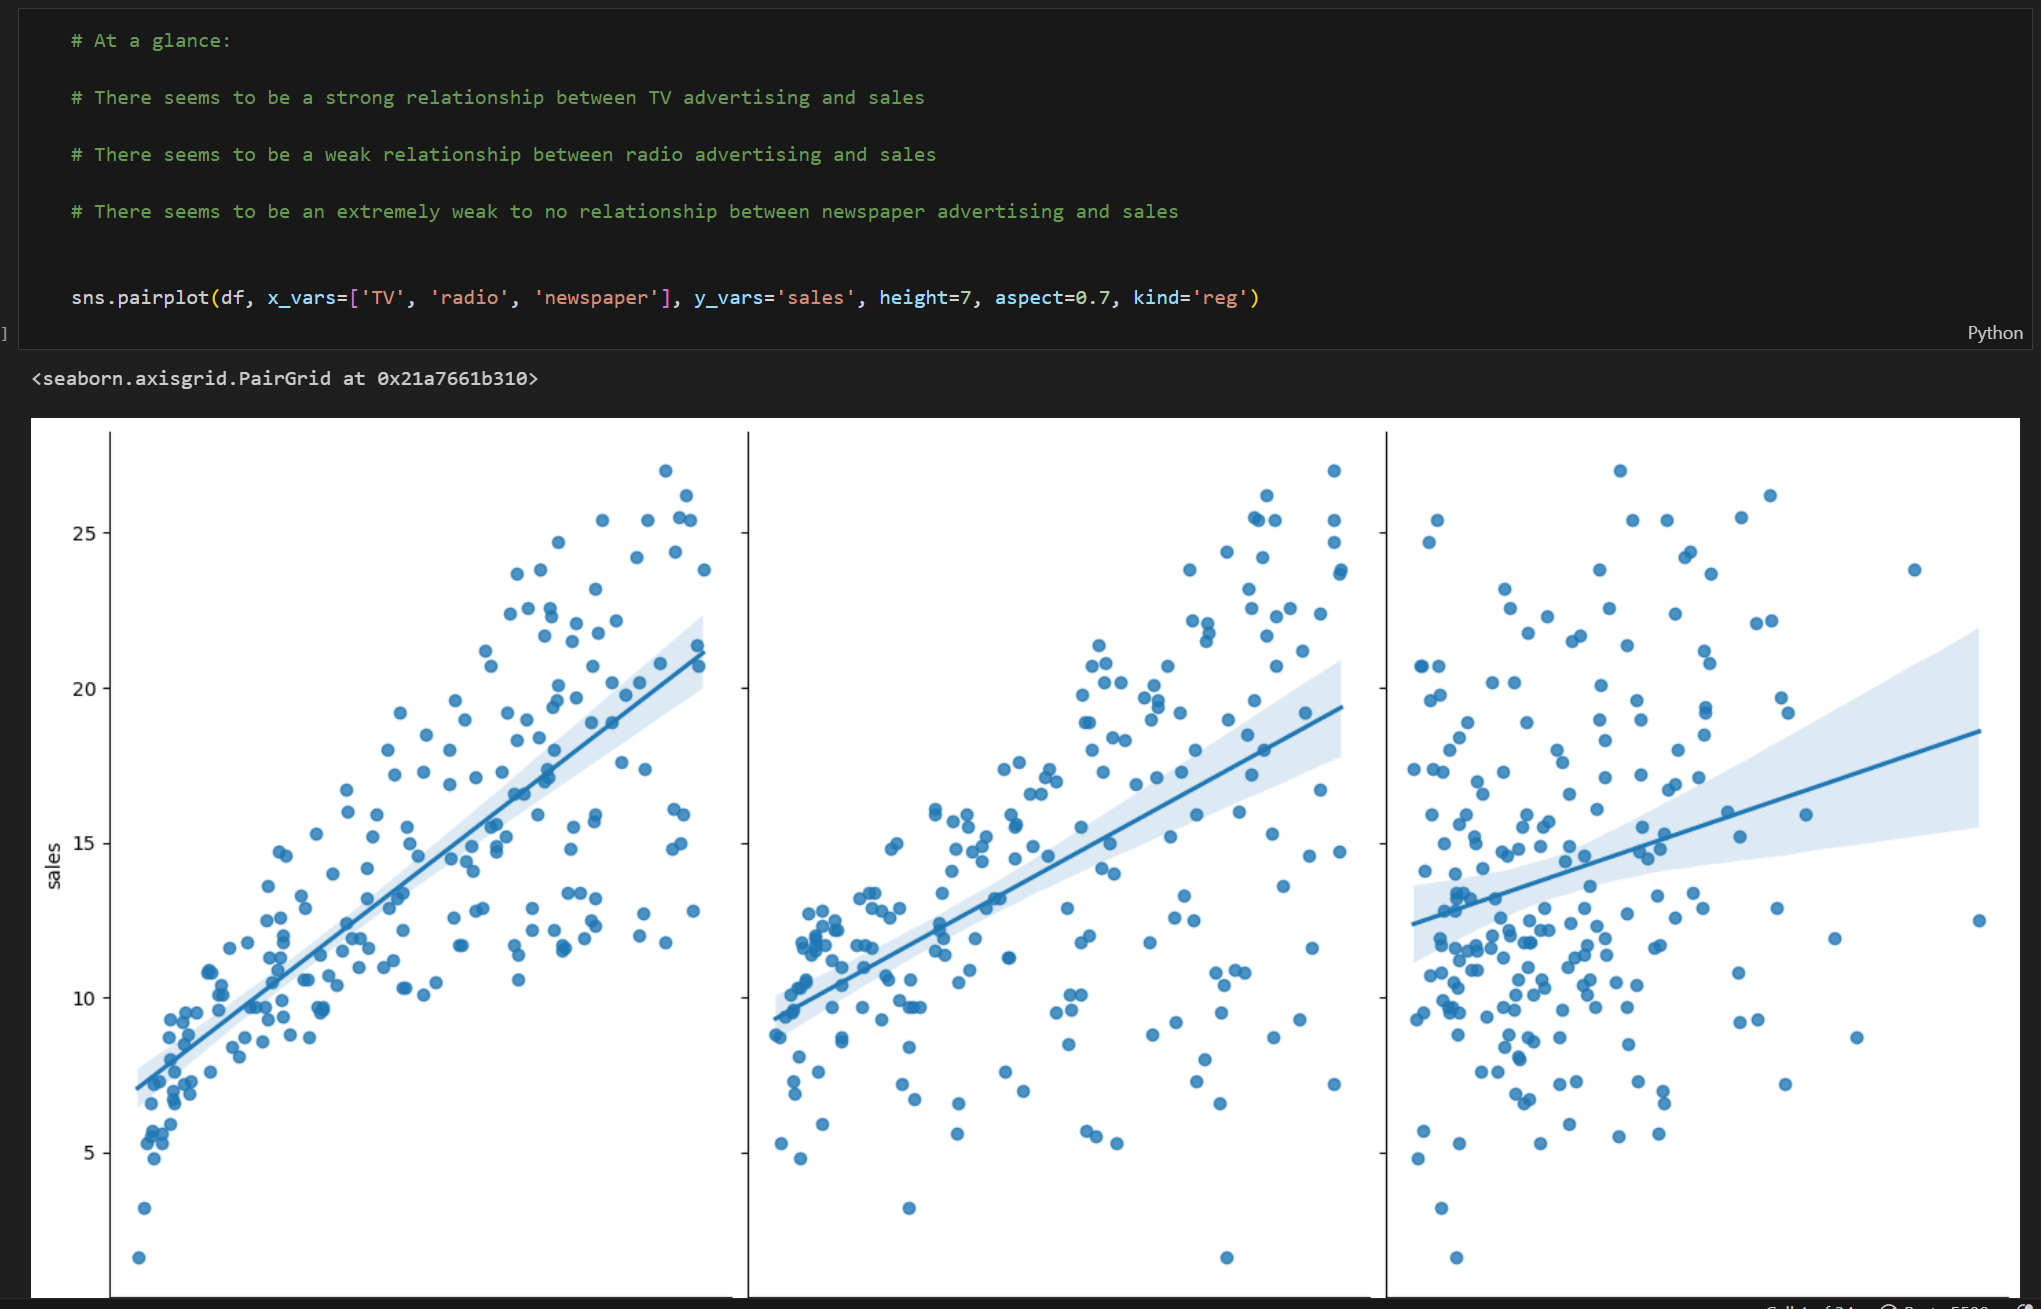 # At a glance:
# There seems to be a strong relationship between TV advertising and sales
# There seems to be a weak relationship between radio advertising and sales
# There seems to be an extremely weak to no relationship between newspaper advertising and sales
sns.pairplot(df, x_vars=['TV', 'radio', 'newspaper'], y_vars='sales', height=7, aspect=0.7, kind='reg')
]
Python
<seaborn.axisgrid.PairGrid at 0x21a7661b310>
25
20
15
10
5
sales